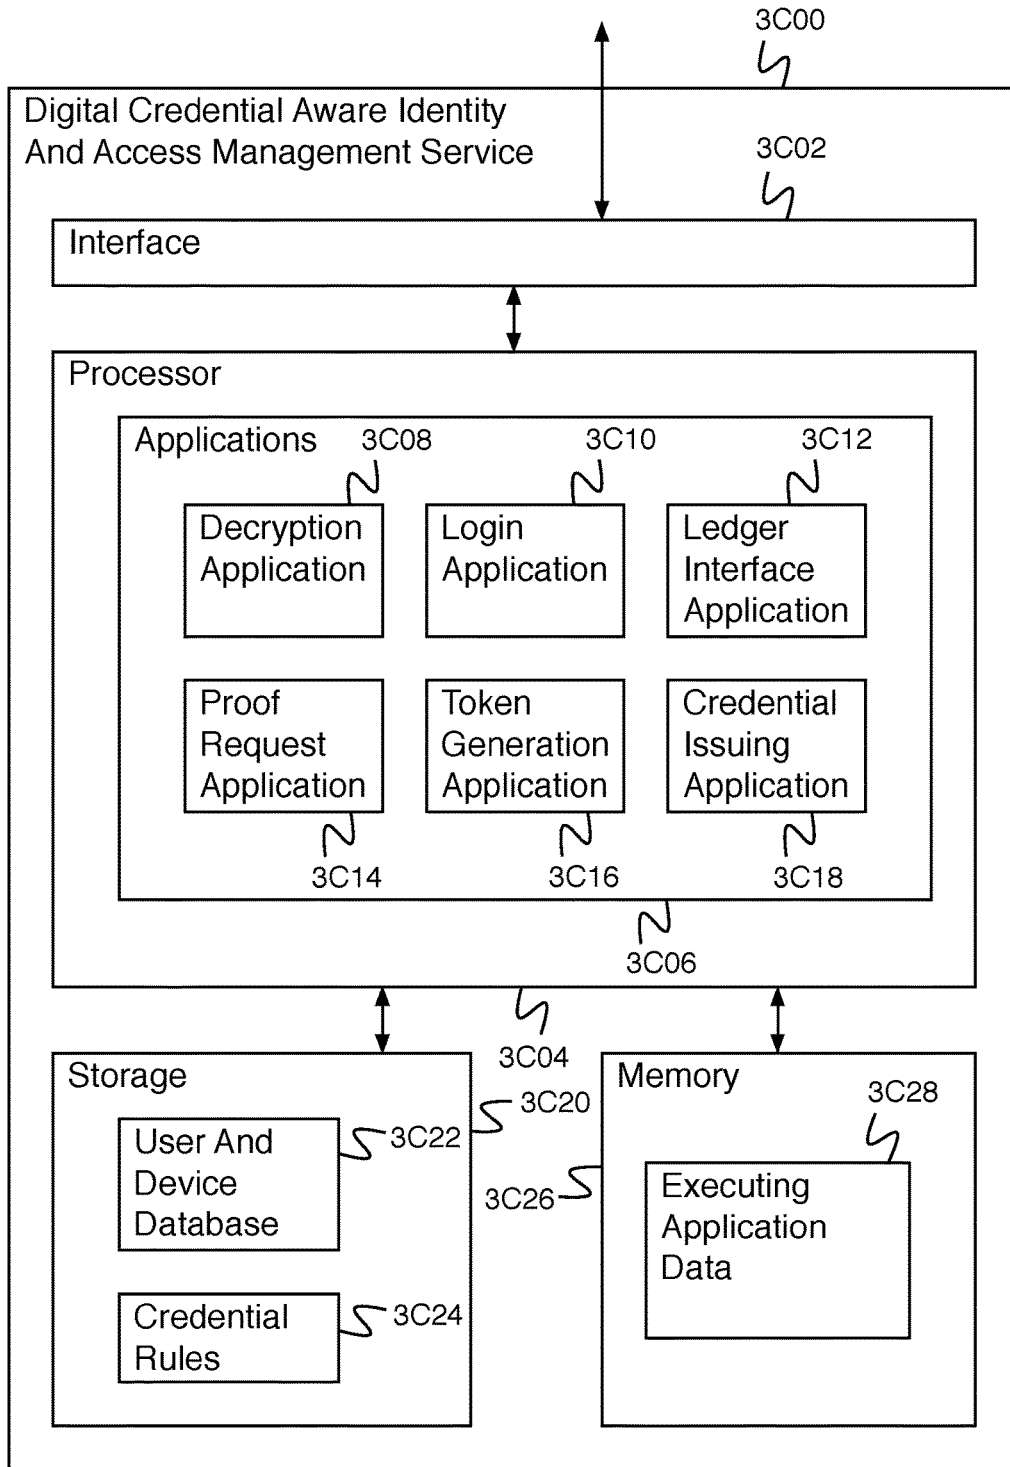 3C00
Digital Credential Aware Identity
And Access Management Service
3C02
Interface
Processor
Applications
3C08
3C10
3C12
Decryption
Application
Login
Application
Ledger
Interface
Application
Proof
Request
Application
Token
Generation
Application
Credential
Issuing
Application
3C14
3C16
3C18
3C06
3C04
Storage
3C20
User And
Device
Database
3C22
Credential
Rules
3C24
Memory
3C26
3C28
Executing
Application
Data